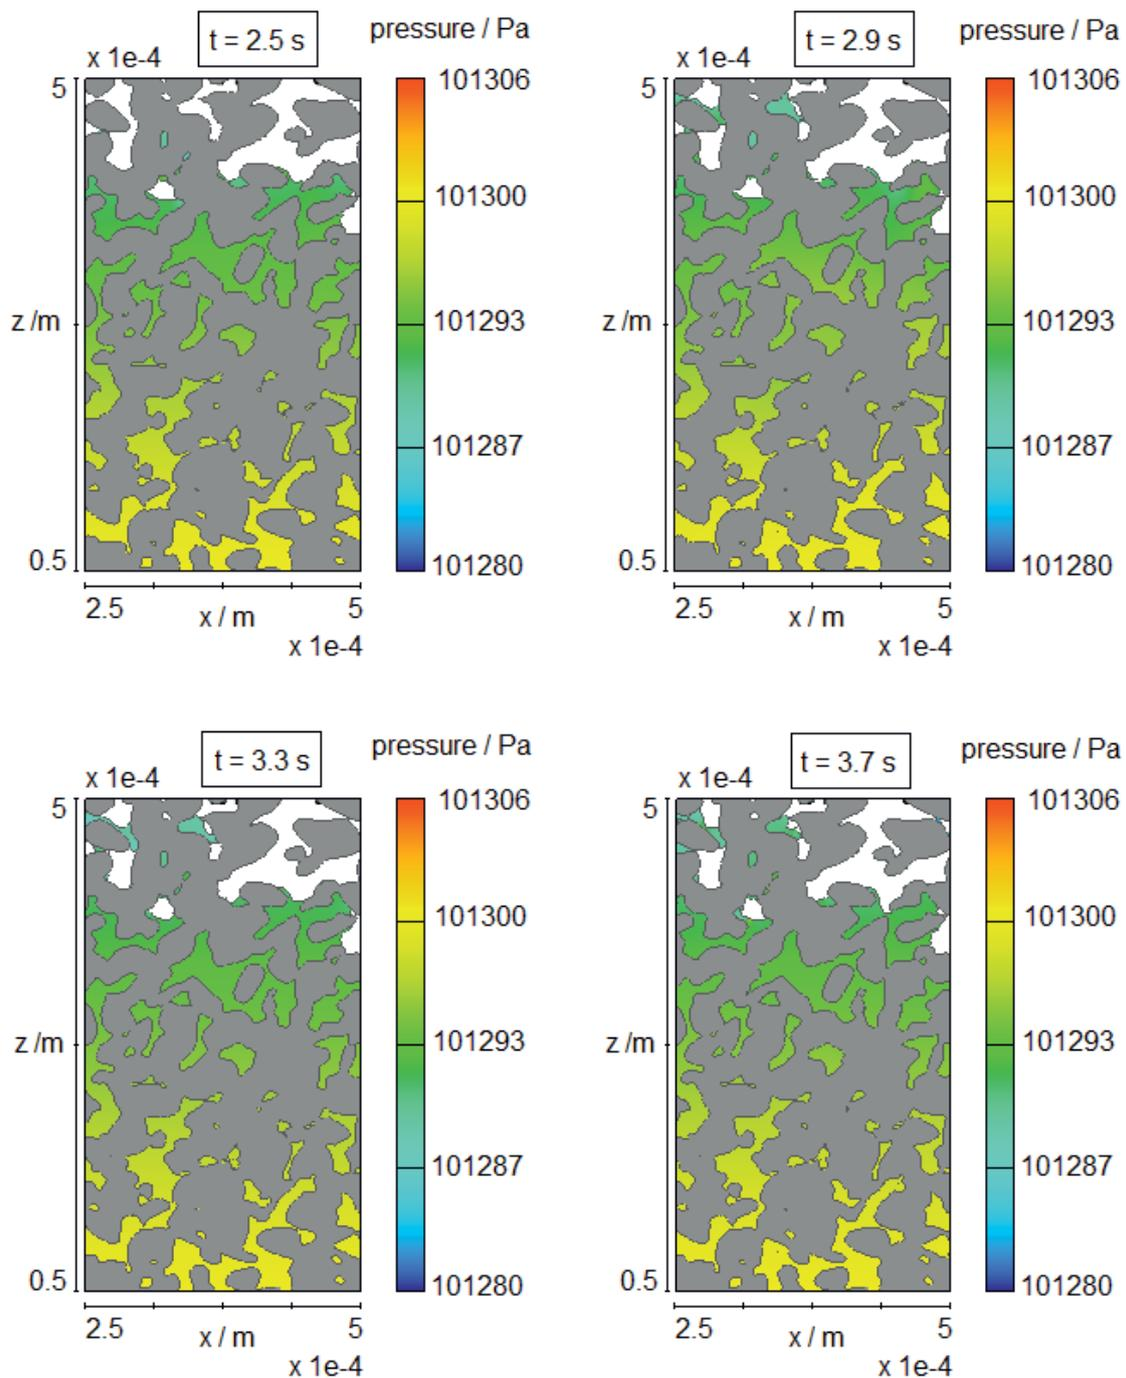 t = 2.5 s
pressure / Pa
x 1e-4
5
101306
101300
z /m
101293
101287
0.5
101280
2.5
x / m
5
x 1e-4
t = 2.9 s
pressure / Pa
x 1e-4
5
101306
101300
z /m
101293
101287
0.5
101280
2.5
x / m
5
x 1e-4
t = 3.3 s
pressure / Pa
x 1e-4
5
101306
101300
z /m
101293
101287
0.5
101280
2.5
x / m
5
x 1e-4
t = 3.7 s
pressure / Pa
x 1e-4
5
101306
101300
z /m
101293
101287
0.5
101280
2.5
x / m
5
x 1e-4